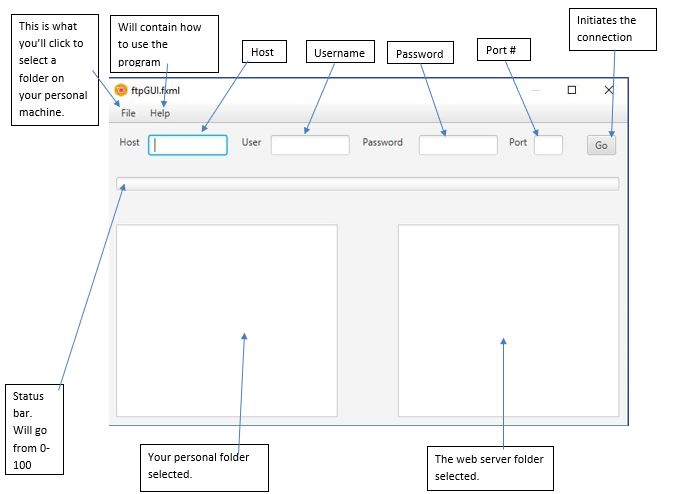 This is what
you'll click to
select a
folder on
your personal
machine.
Will contain how
to use the
program
Host
Username
Password
Port #
Initiates the
connection
ftpGUI.fxml
File Help
Host User Password Port Go
Status
bar.
Will go
from 0-
100
Your personal folder
selected.
The web server folder
selected.